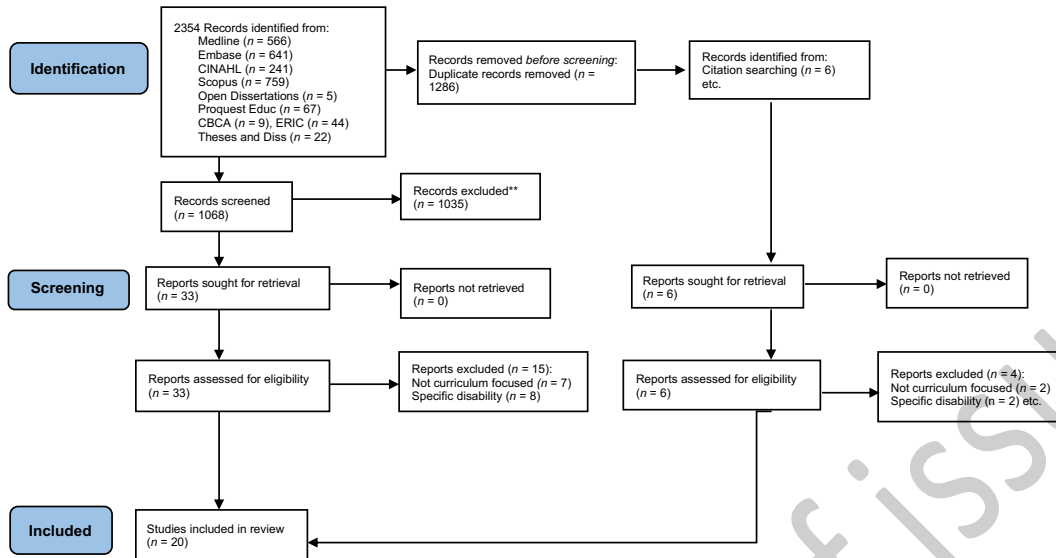 Identification
2354 Records identified from:
Medline (n = 566)
Embase (n = 641)
CINAHL (n = 241)
Scopus (n = 759)
Open Dissertations (n = 5)
Proquest Educ (n = 67)
CBCA (n = 9), ERIC (n = 44)
Theses and Diss (n = 22)
Records removed before screening:
Duplicate records removed (n =
1286)
Records identified from:
Citation searching (n = 6)
etc.
Records screened
(n = 1068)
Records excluded**
(n = 1035)
Screening
Reports sought for retrieval
(n = 33)
Reports not retrieved
(n = 0)
Reports sought for retrieval
(n = 6)
Reports not retrieved
(n = 0)
Reports assessed for eligibility
(n = 33)
Reports excluded (n = 15):
Not curriculum focused (n = 7)
Specific disability (n = 8)
Reports assessed for eligibility
(n = 6)
Reports excluded (n = 4):
Not curriculum focused (n = 2)
Specific disability (n = 2) etc.
Included
Studies included in review
(n = 20)